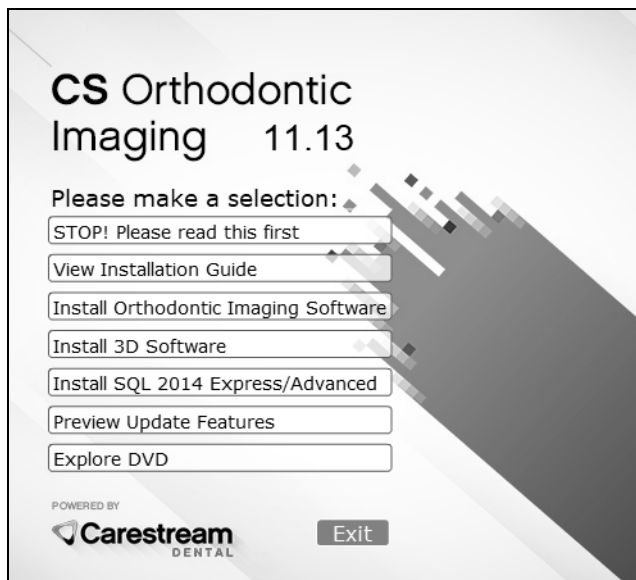 CS Orthodontic
Imaging 11.13
Please make a selection:
STOP! Please read this first
View Installation Guide
Install Orthodontic Imaging Software
Install 3D Software
Install SQL 2014 Express/Advanced
Preview Update Features
Explore DVD
POWERED BY
Carestream
DENTAL
Exit